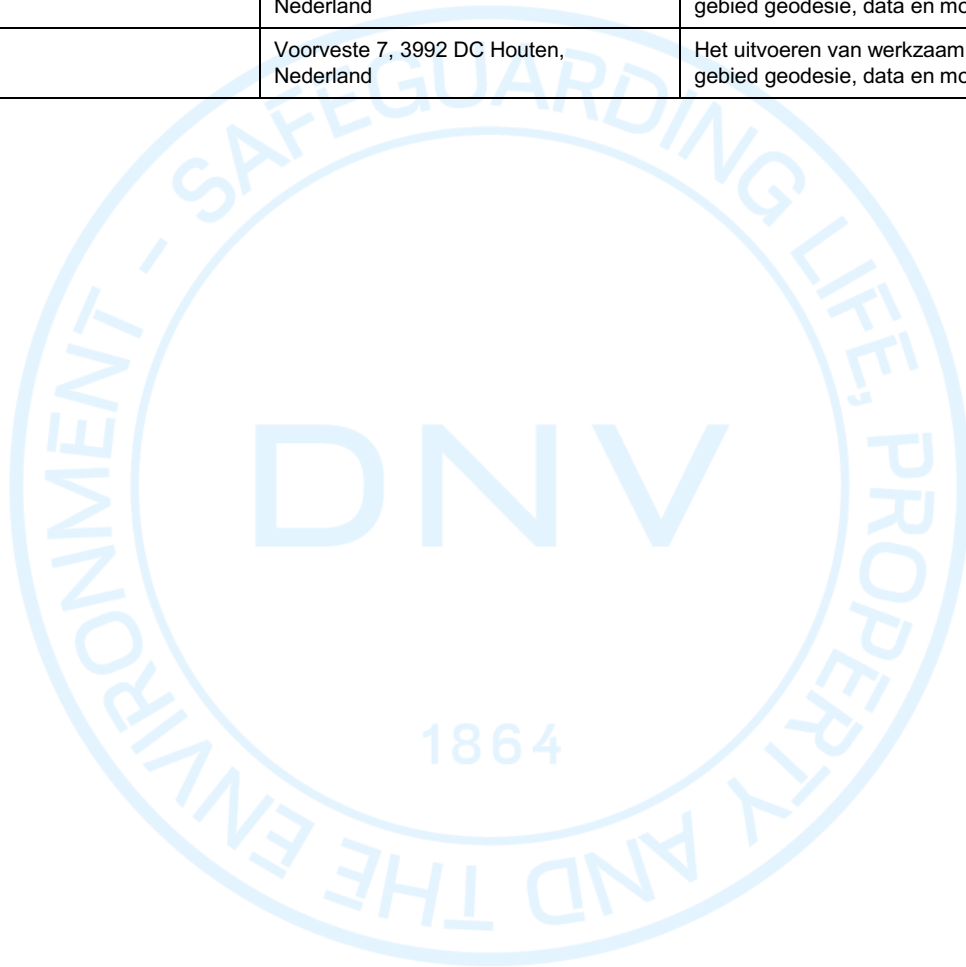 Nederland
gebied geodesie, data en mo
Voorveste 7, 3992 DC Houten,
Nederland
Het uitvoeren van werkzaam
gebied geodesie, data en mo
SAFEGUARDING LIFE, PROPERTY AND THE ENVIRONMENT -
DNV
1864